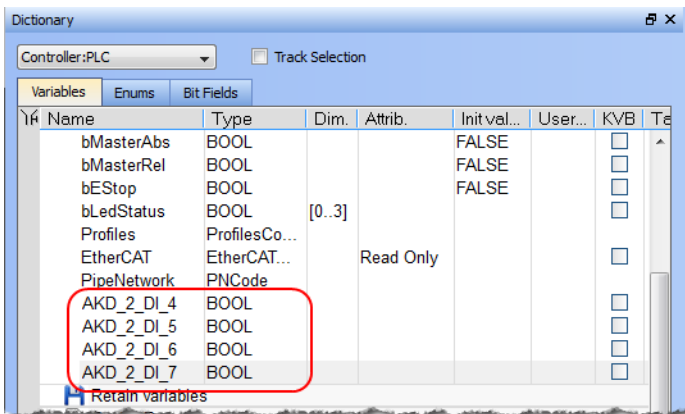 Dictionary
Controller:PLC Track Selection
Variables Enums Bit Fields
Name Type Dim. Attrib. Init val... User... KVB Ta
bMasterAbs BOOL FALSE
bMasterRel BOOL FALSE
bEStop BOOL FALSE
bLedStatus BOOL [0..3]
Profiles ProfilesCo...
EtherCAT EtherCAT... Read Only
PipeNetwork PNCode
AKD_2_DI_4 BOOL
AKD_2_DI_5 BOOL
AKD_2_DI_6 BOOL
AKD_2_DI_7 BOOL
Retain variables